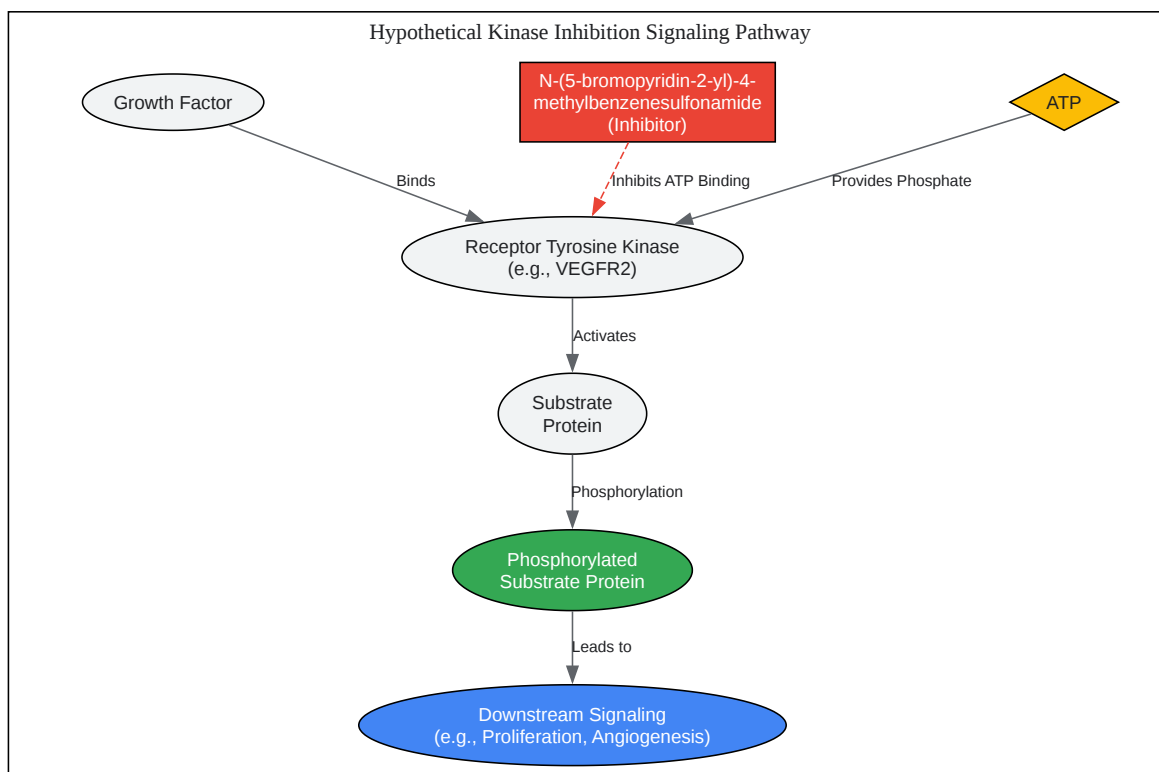 Hypothetical Kinase Inhibition Signaling Pathway
Growth Factor
N-(5-bromopyridin-2-yl)-4-
methylbenzenesulfonamide
(Inhibitor)
ATP
Binds
Inhibits ATP Binding
Provides Phosphate
Receptor Tyrosine Kinase
(e.g., VEGFR2)
Activates
Substrate
Protein
Phosphorylation
Phosphorylated
Substrate Protein
Leads to
Downstream Signaling
(e.g., Proliferation, Angiogenesis)